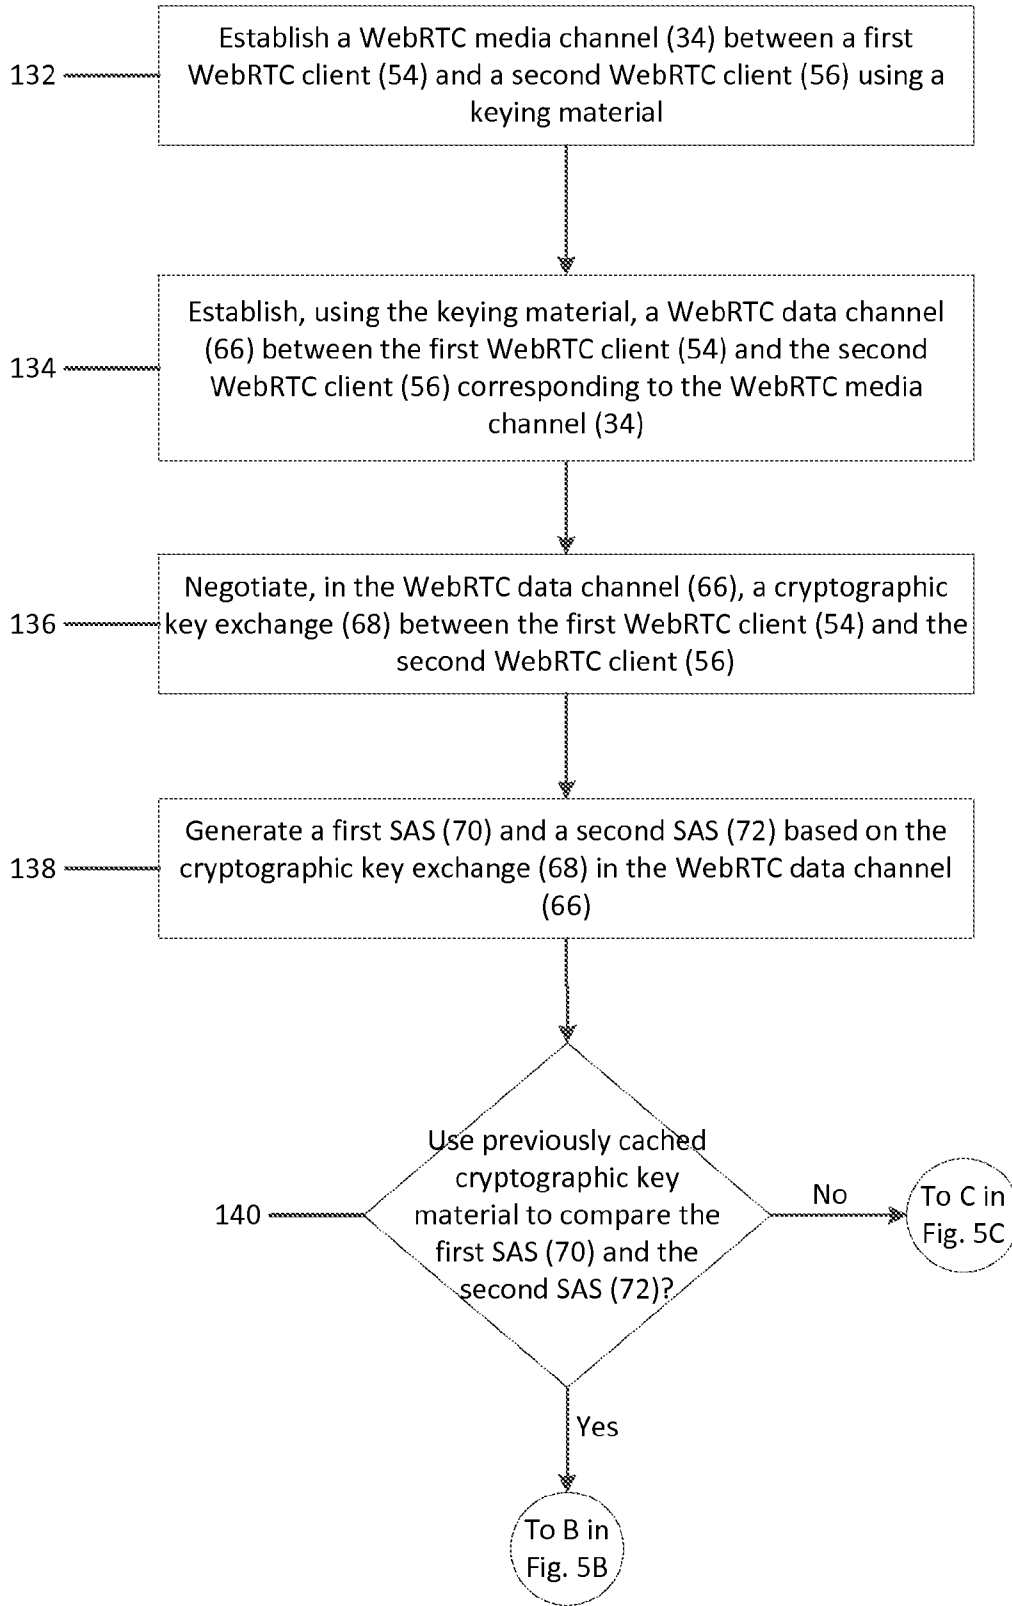 Establish a WebRTC media channel (34) between a first
132
WebRTC client (54) and a second WebRTC client (56) using a
keying material
Establish, using the keying material, a WebRTC data channel
(66) between the first WebRTC client (54) and the second
134
WebRTC client (56) corresponding to the WebRTC media
channel (34)
Negotiate, in the WebRTC data channel (66), a cryptographic
136
key exchange (68) between the first WebRTC client (54) and the
second WebRTC client (56)
Generate a first SAS (70) and a second SAS (72) based on the
138
cryptographic key exchange (68) in the WebRTC data channel
(66)
Use previously cached
cryptographic key
140
material to compare the
first SAS (70) and the
second SAS (72)?
No
To C in
Fig. 5C
Yes
To B in
Fig. 5B